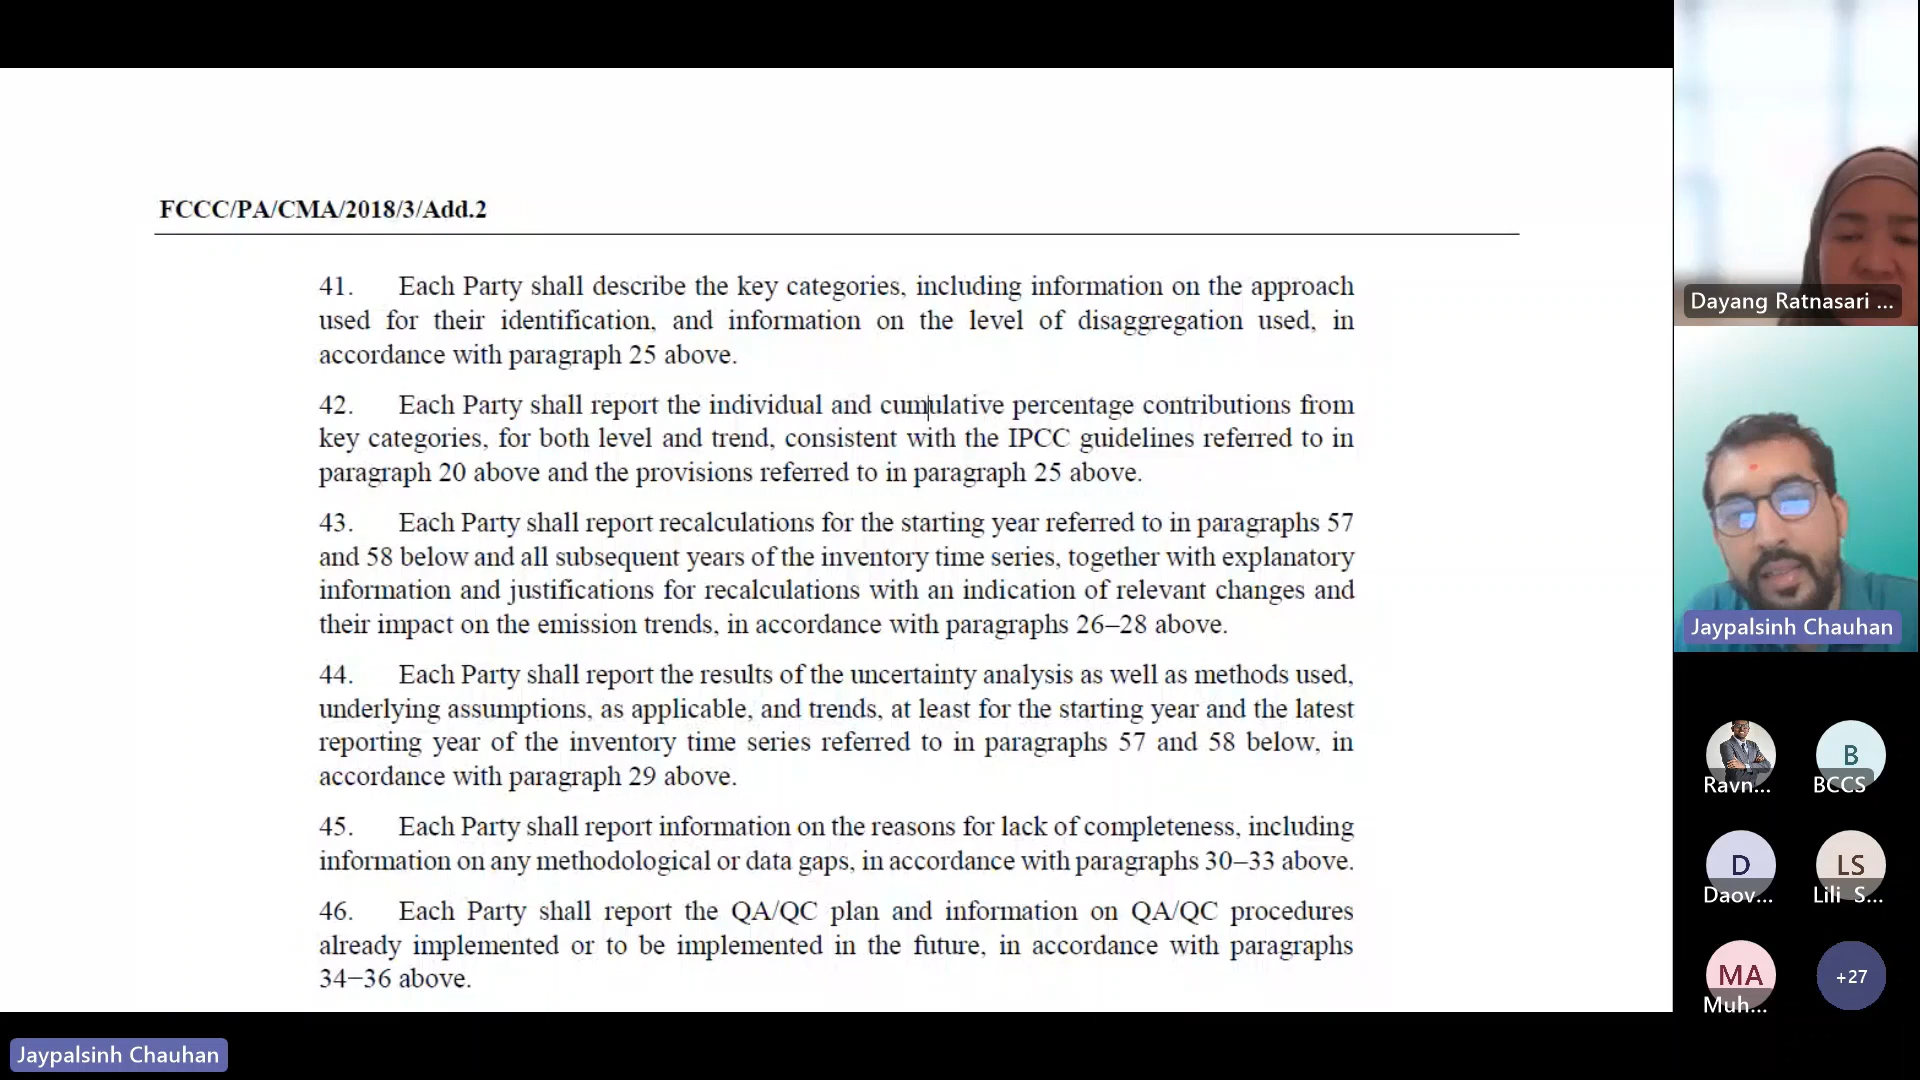 FCCC/PA/CMA/2018/3/Add.2
41. Each Party shall describe the key categories, including information on the approach
used for their identification, and information on the level of disaggregation used, in
accordance with paragraph 25 above.
42. Each Party shall report the individual and cumulative percentage contributions from
key categories, for both level and trend, consistent with the IPCC guidelines referred to in
paragraph 20 above and the provisions referred to in paragraph 25 above.
43. Each Party shall report recalculations for the starting year referred to in paragraphs 57
and 58 below and all subsequent years of the inventory time series, together with explanatory
information and justifications for recalculations with an indication of relevant changes and
their impact on the emission trends, in accordance with paragraphs 26–28 above.
44. Each Party shall report the results of the uncertainty analysis as well as methods used,
underlying assumptions, as applicable, and trends, at least for the starting year and the latest
reporting year of the inventory time series referred to in paragraphs 57 and 58 below, in
accordance with paragraph 29 above.
45. Each Party shall report information on the reasons for lack of completeness, including
information on any methodological or data gaps, in accordance with paragraphs 30–33 above.
46. Each Party shall report the QA/QC plan and information on QA/QC procedures
already implemented or to be implemented in the future, in accordance with paragraphs
34–36 above.
Dayang Ratnasari ...
Jaypalsinh Chauhan
Ravn...
B
BCCS
D
Daov...
LS
Lili S...
MA
Muh...
+27
Jaypalsinh Chauhan